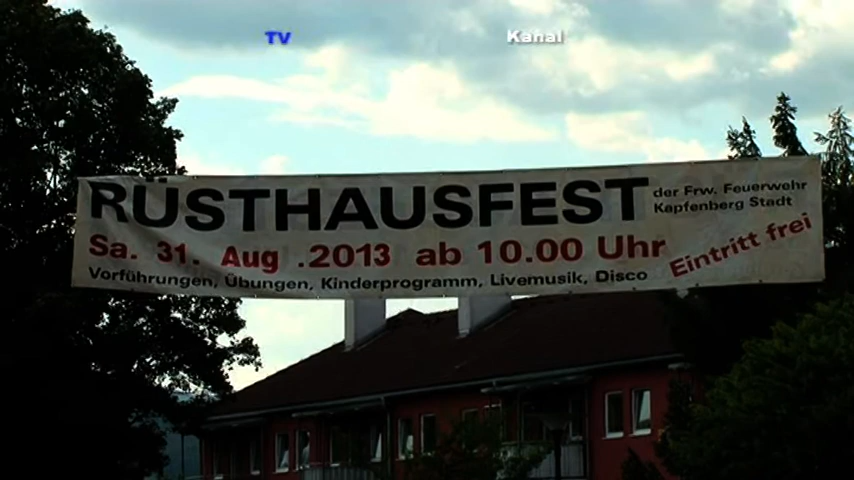 TV Kanal
RÜSTHAUSFEST
der Frw. Feuerwehr
Kapfenberg Stadt
Sa. 31. Aug .2013 ab 10.00 Uhr
Eintritt frei
Vorführungen, Übungen, Kinderprogramm, Livemusik, Disco